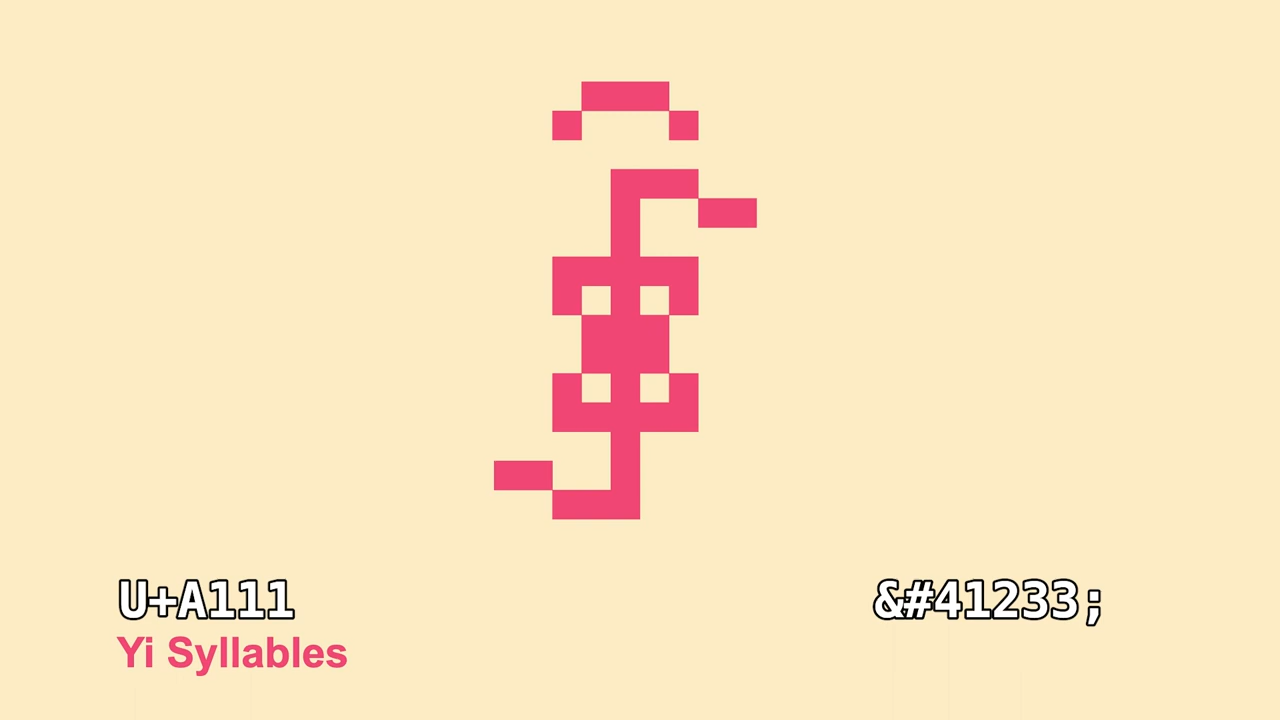 ꄑ
U+A111
&#41233;
Yi Syllables